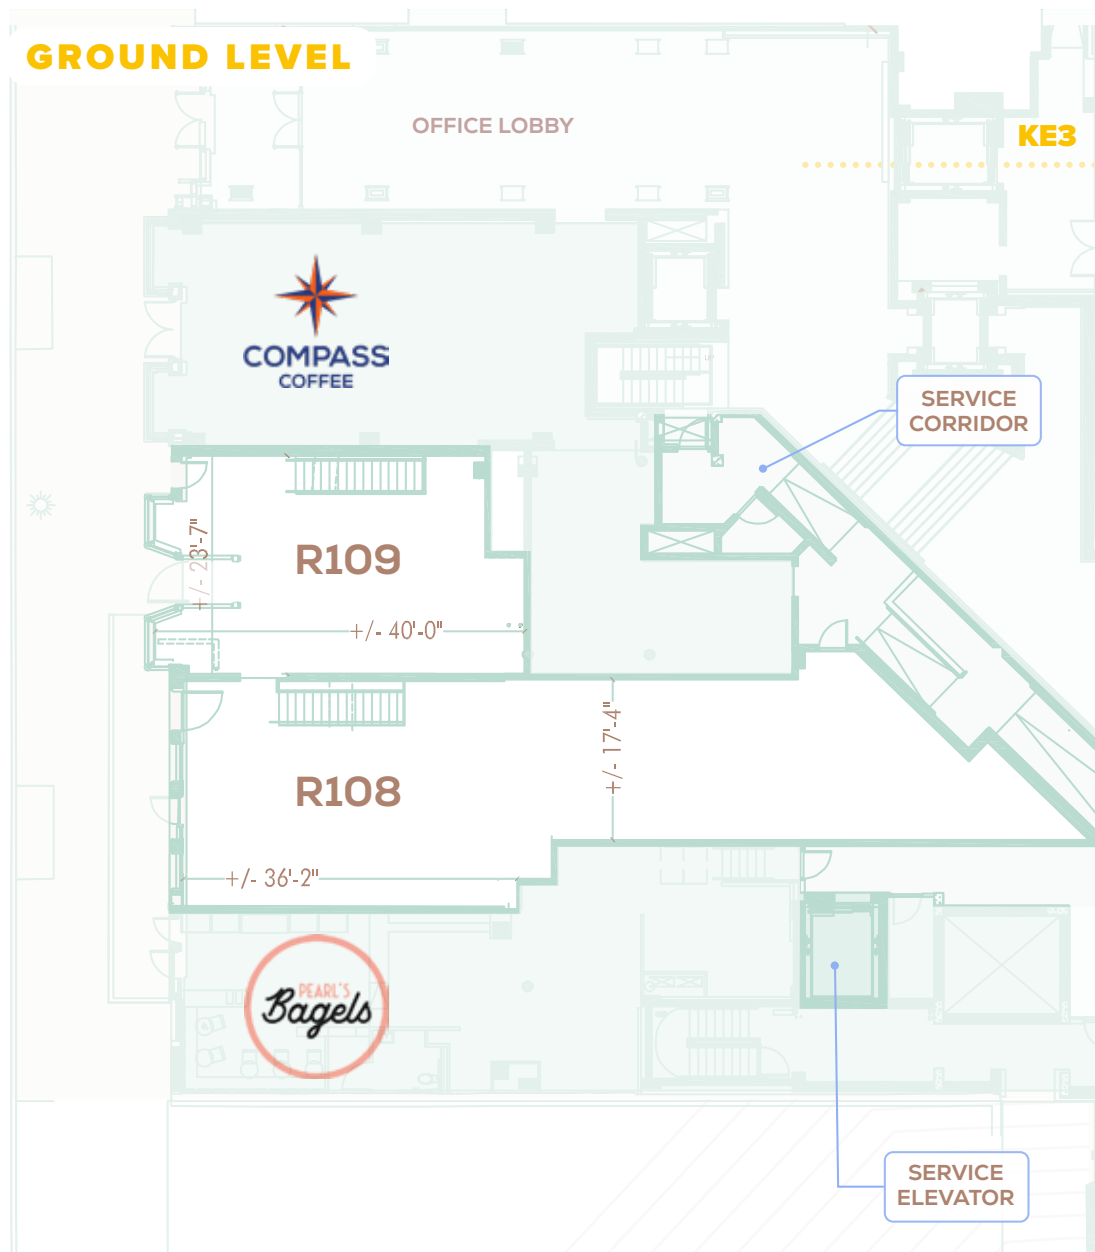 GROUND LEVEL
OFFICE LOBBY
KE3
COMPASS
COFFEE
SERVICE
CORRIDOR
+/- 23'-7"
R109
+/- 40'-0"
+/- 17'-4"
R108
+/- 36'-2"
PEARL'S
Bagels
SERVICE
ELEVATOR